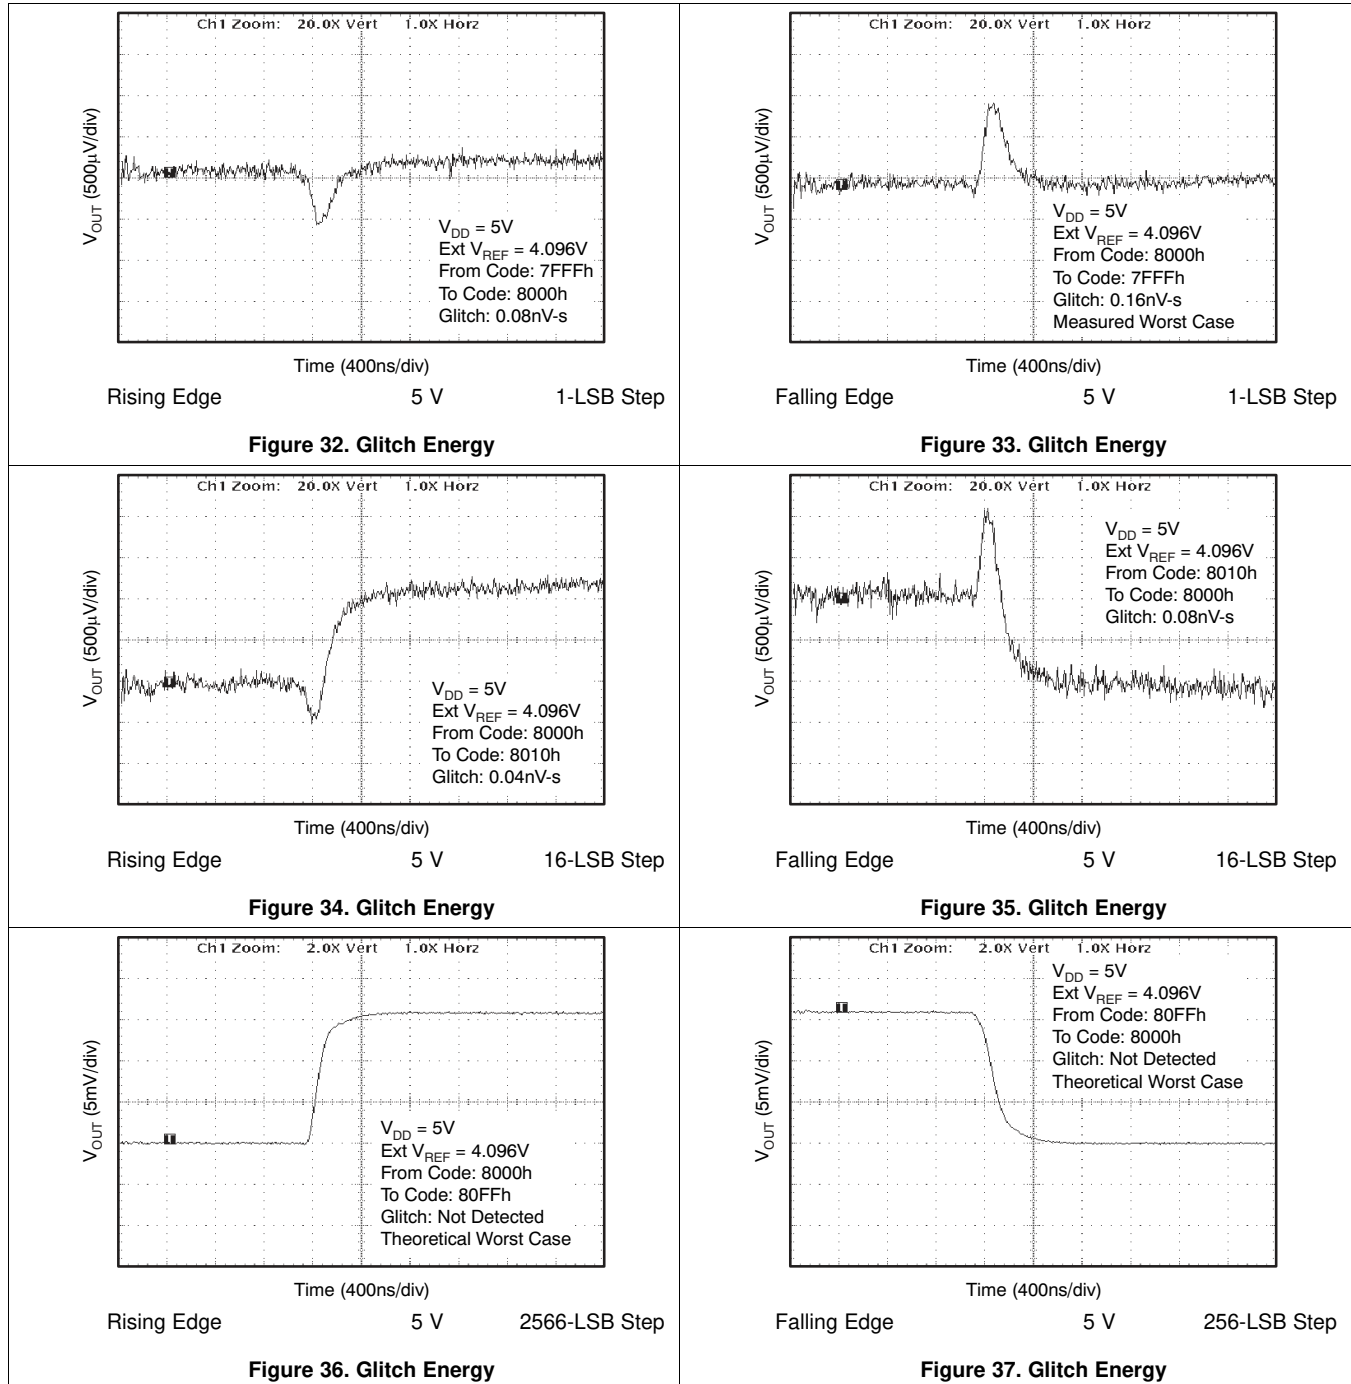 Ch1 Zoom: 20.0X Vert 1.0X Horz
VOUT (500µV/div)
VDD = 5V
Ext VREF = 4.096V
From Code: 7FFFh
To Code: 8000h
Glitch: 0.08nV-s
Time (400ns/div)
Rising Edge 5 V 1-LSB Step
Figure 32. Glitch Energy
Ch1 Zoom: 20.0X Vert 1.0X Horz
VOUT (500µV/div)
VDD = 5V
Ext VREF = 4.096V
From Code: 8000h
To Code: 7FFFh
Glitch: 0.16nV-s
Measured Worst Case
Time (400ns/div)
Falling Edge 5 V 1-LSB Step
Figure 33. Glitch Energy
Ch1 Zoom: 20.0X Vert 1.0X Horz
VOUT (500µV/div)
VDD = 5V
Ext VREF = 4.096V
From Code: 8000h
To Code: 8010h
Glitch: 0.04nV-s
Time (400ns/div)
Rising Edge 5 V 16-LSB Step
Figure 34. Glitch Energy
Ch1 Zoom: 20.0X Vert 1.0X Horz
VOUT (500µV/div)
VDD = 5V
Ext VREF = 4.096V
From Code: 8010h
To Code: 8000h
Glitch: 0.08nV-s
Time (400ns/div)
Falling Edge 5 V 16-LSB Step
Figure 35. Glitch Energy
Ch1 Zoom: 2.0X Vert 1.0X Horz
VOUT (5mV/div)
VDD = 5V
Ext VREF = 4.096V
From Code: 8000h
To Code: 80FFh
Glitch: Not Detected
Theoretical Worst Case
Time (400ns/div)
Rising Edge 5 V 2566-LSB Step
Figure 36. Glitch Energy
Ch1 Zoom: 2.0X Vert 1.0X Horz
VOUT (5mV/div)
VDD = 5V
Ext VREF = 4.096V
From Code: 80FFh
To Code: 8000h
Glitch: Not Detected
Theoretical Worst Case
Time (400ns/div)
Falling Edge 5 V 256-LSB Step
Figure 37. Glitch Energy